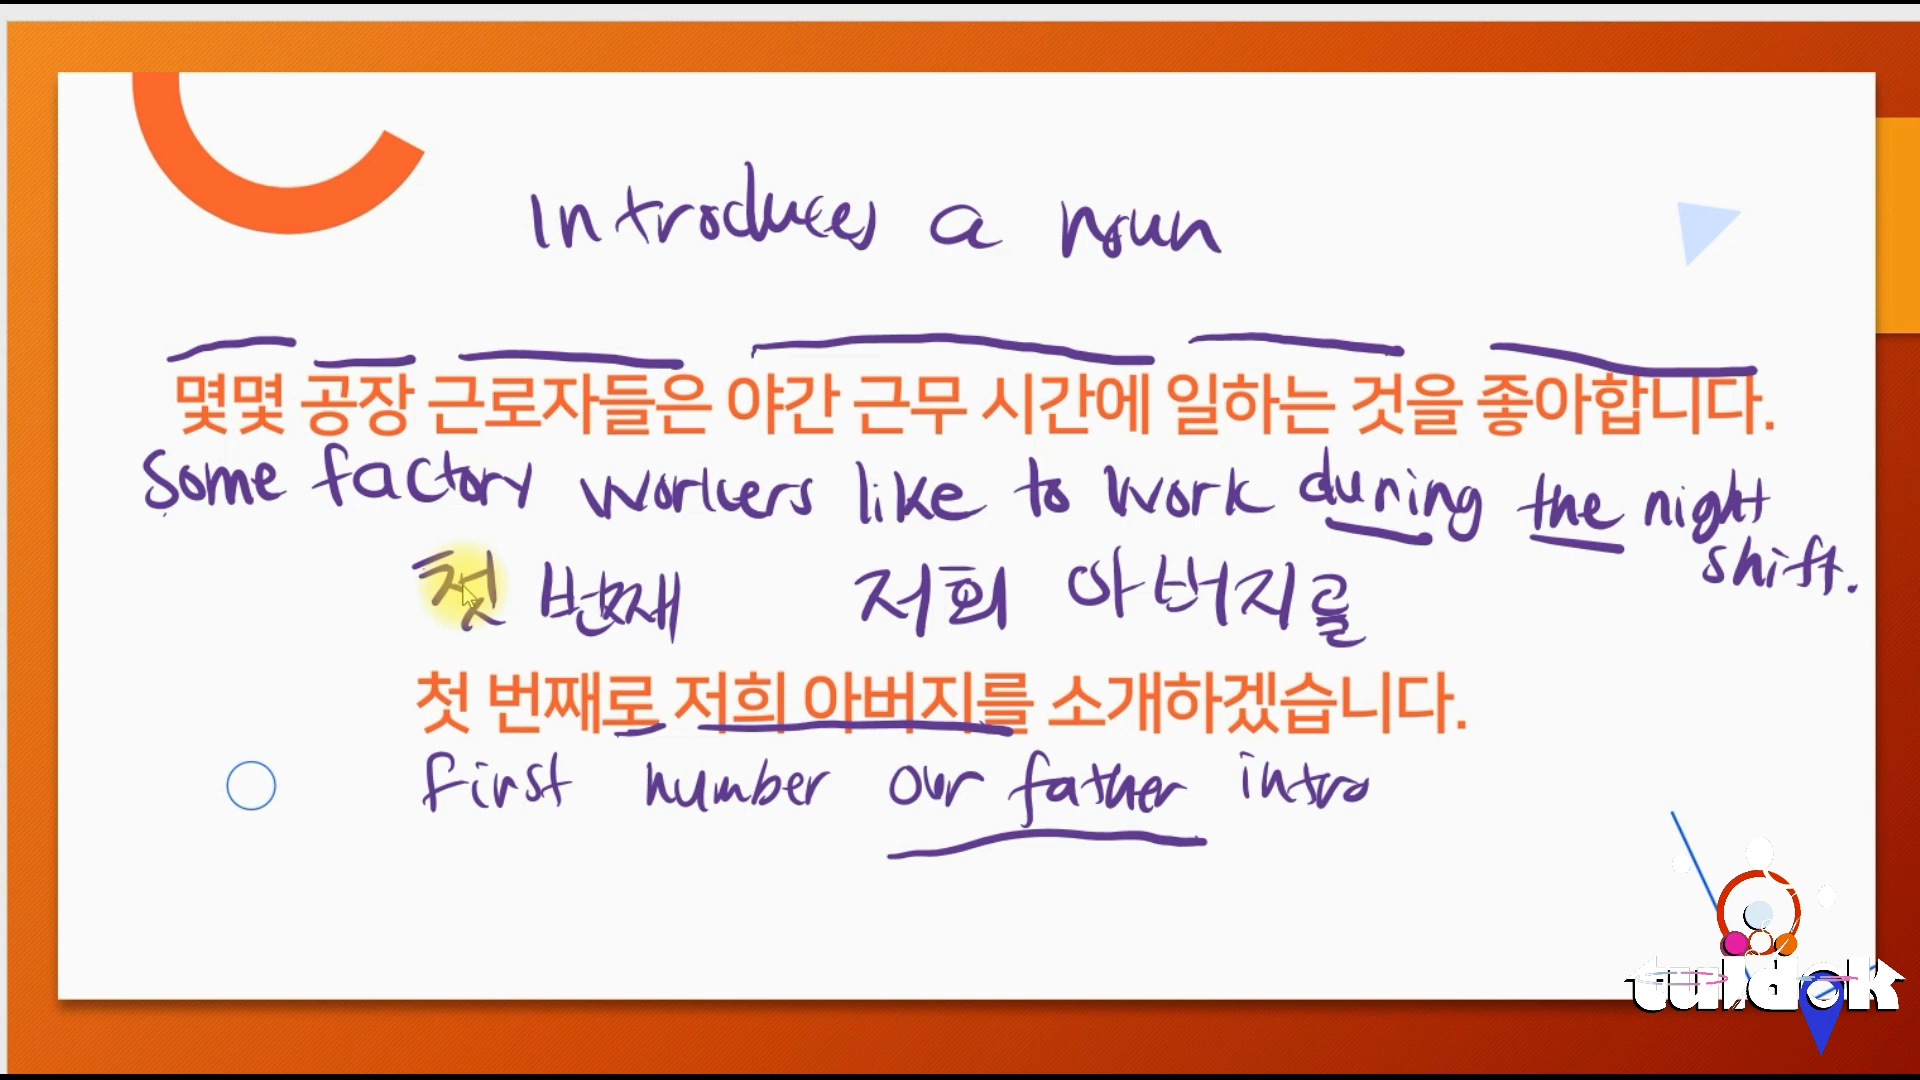 Introduces a noun
몇몇 공장 근로자들은 야간 근무 시간에 일하는 것을 좋아합니다.
Some factory workers like to work during the night
shift.
첫 번째 저희 아버지를
첫 번째로 저희 아버지를 소개하겠습니다.
first number our father intro
tuldok